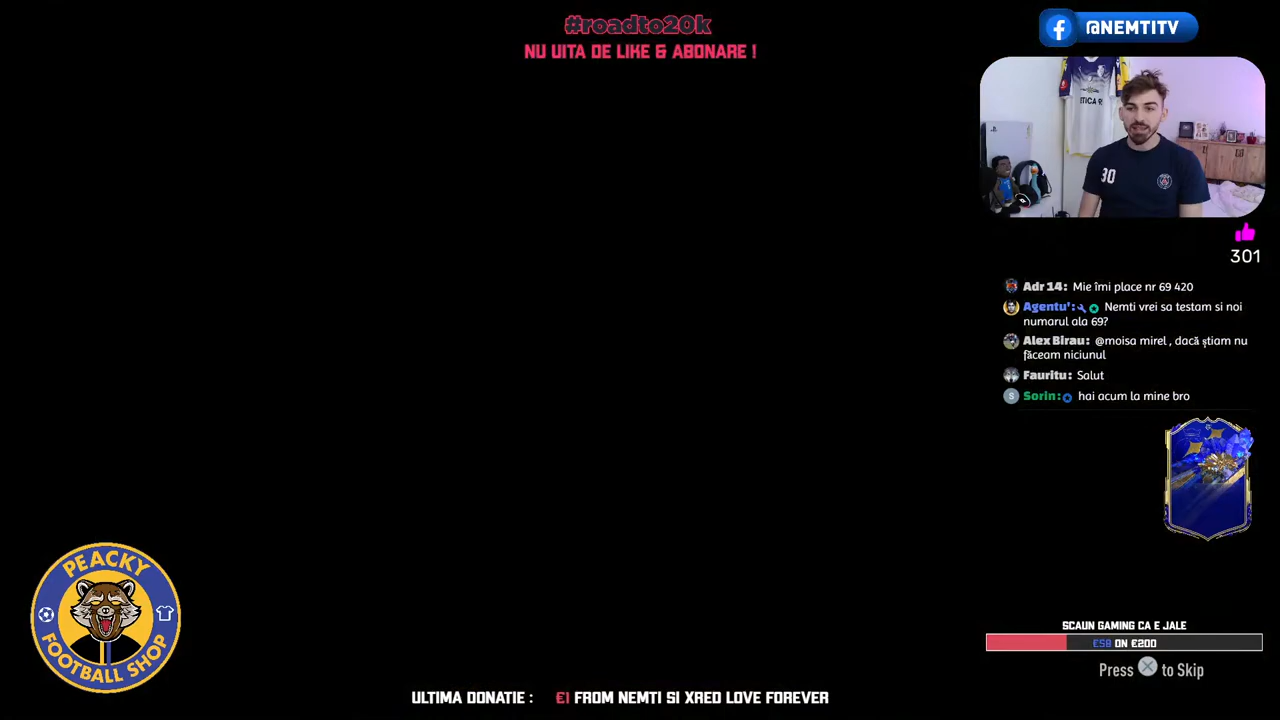 #roadto20k
NU UITA DE LIKE & ABONARE !
@NEMTITV
ITICA 9
30
301
Adr 14: Mie îmi place nr 69 420
Agentu': Nemti vrei sa testam si noi
numarul ala 69?
Alex Birau: @moisa mirel , dacă știam nu
făceam niciunul
Fauritu: Salut
S Sorin: hai acum la mine bro
PEACKY
FOOTBALL SHOP
SCAUN GAMING CA E JALE
€58 ON €200
Press X to Skip
ULTIMA DONATIE : €1 FROM NEMTI SI XRED LOVE FOREVER